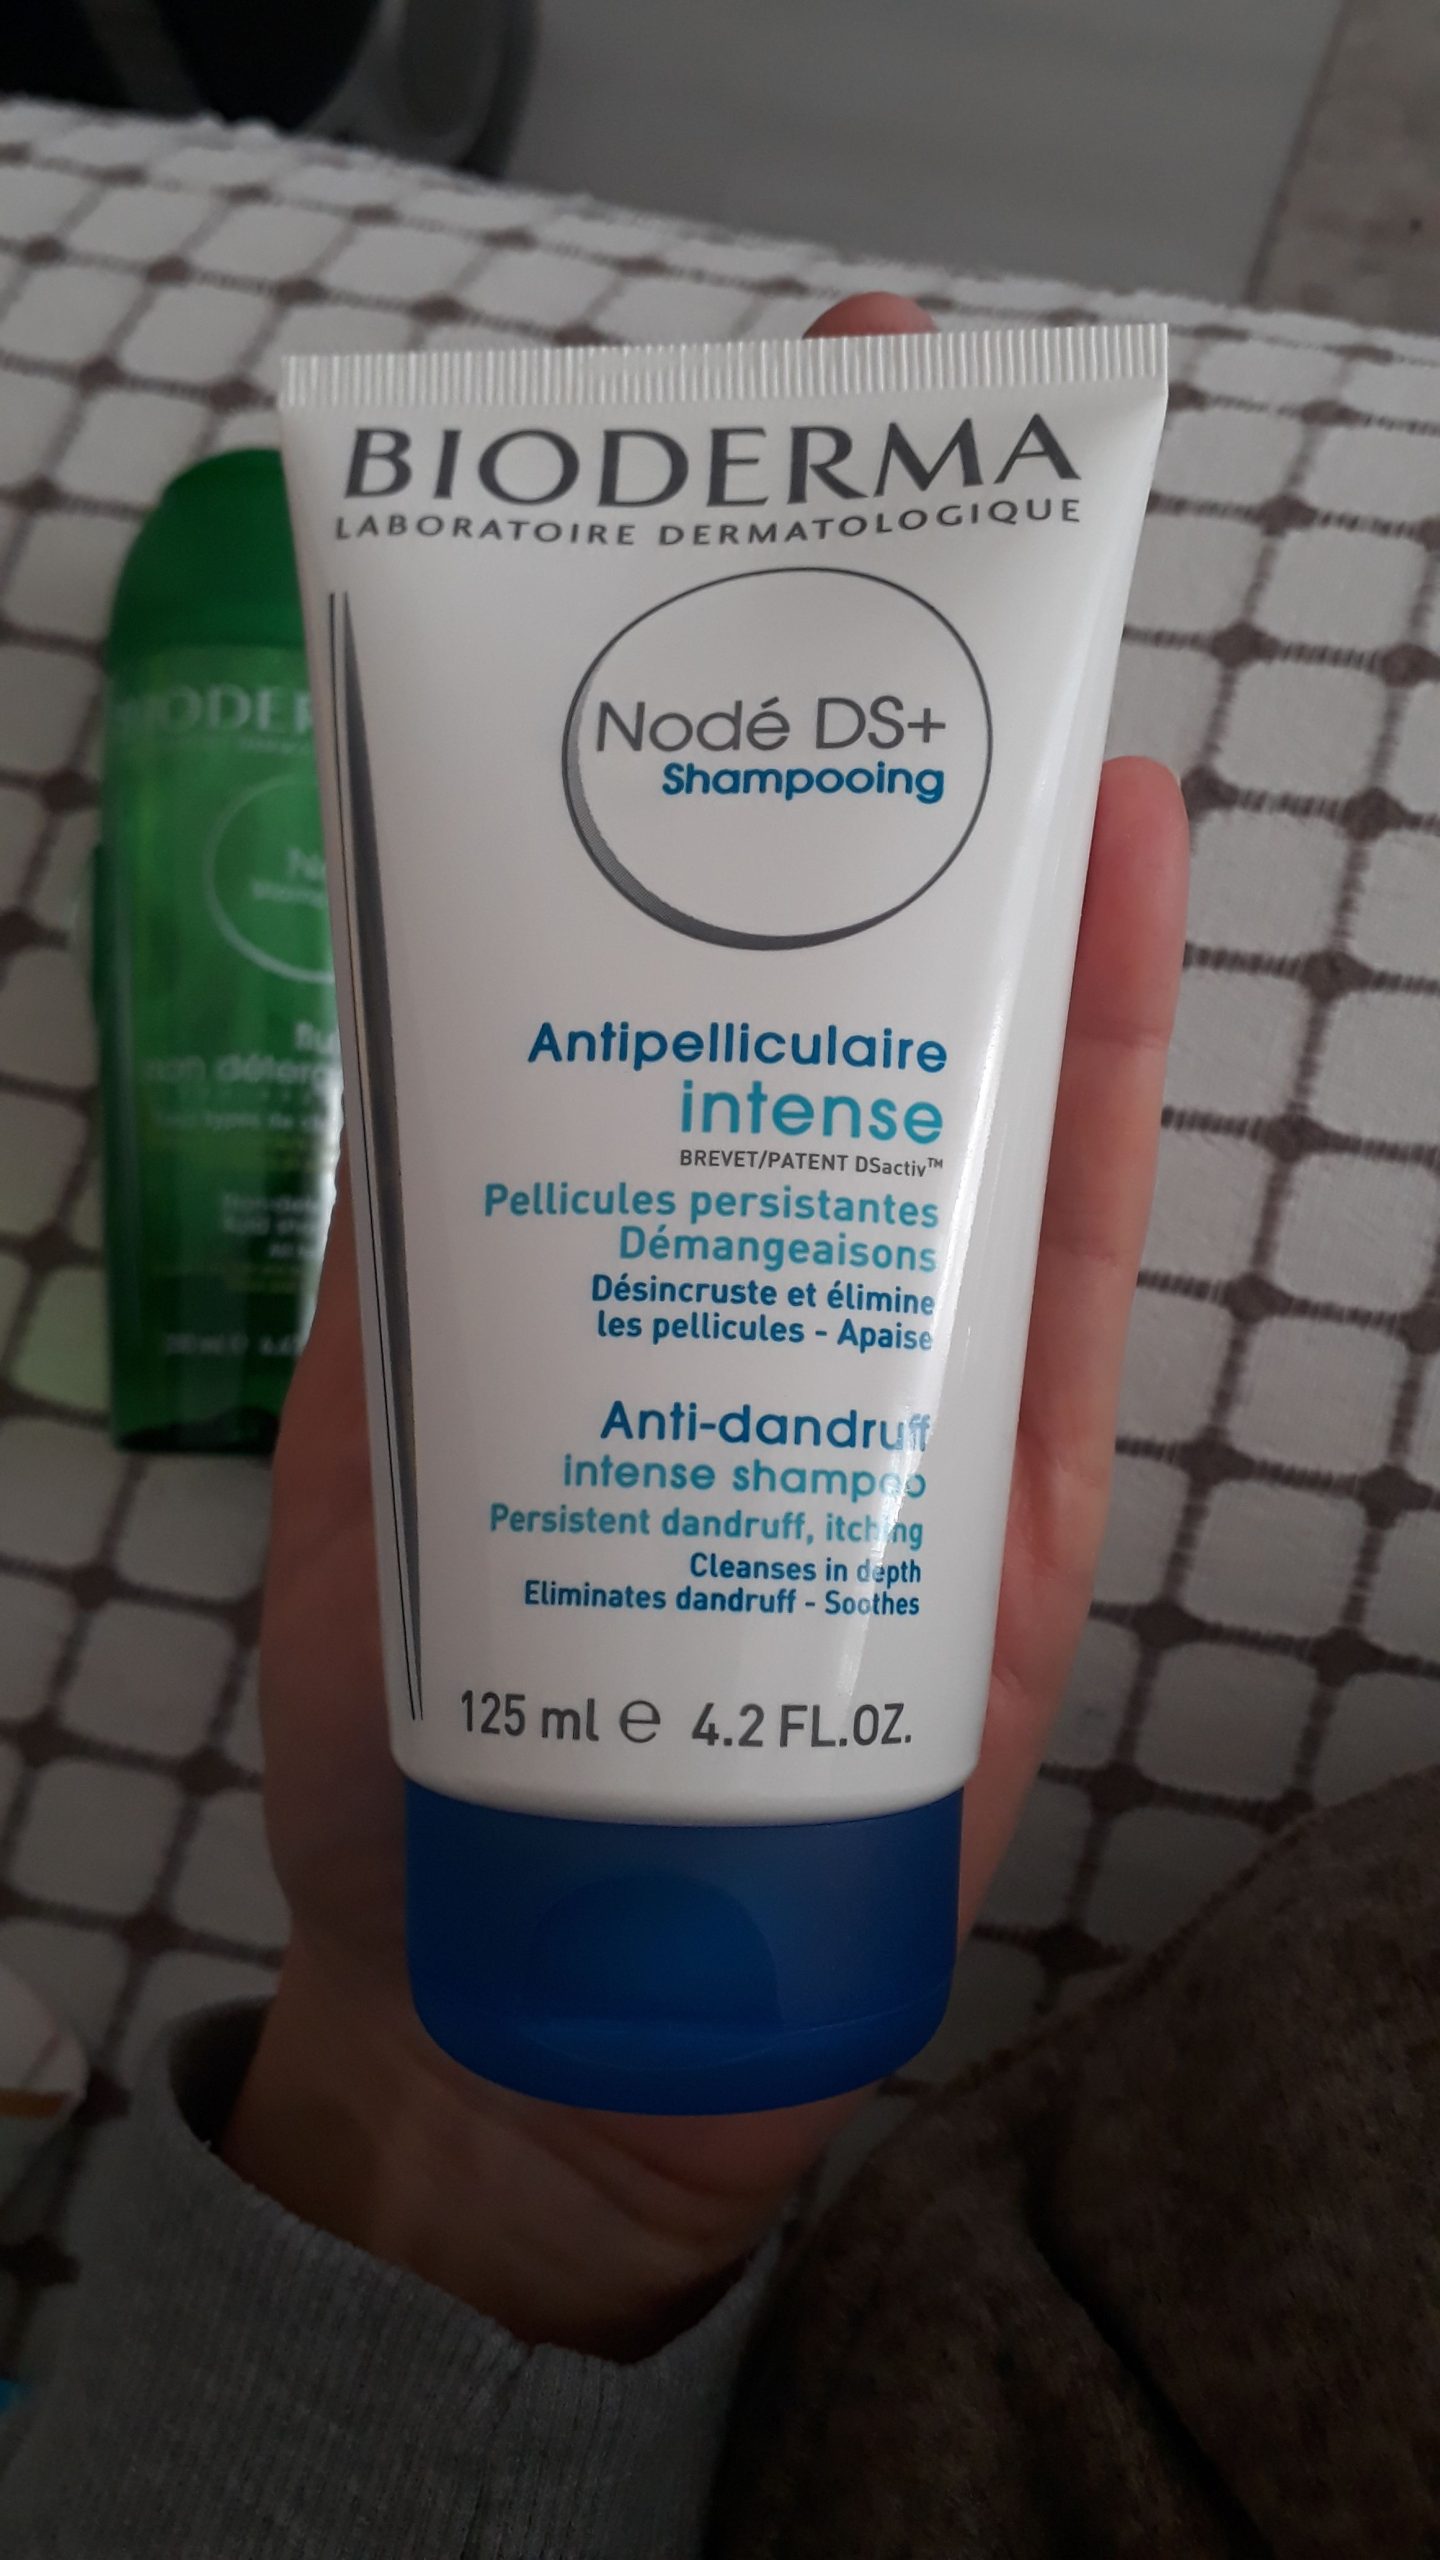 BIODERMA
LABORATOIRE DERMATOLOGIQUE
Nodé DS+
Shampooing
Antipelliculaire
intense
BREVET/PATENT DSactiv™
Pellicules persistantes
Démangeaisons
Désincruste et élimine
les pellicules - Apaise
Anti-dandruff
intense shampoo
Persistent dandruff, itching
Cleanses in depth
Eliminates dandruff - Soothes
125 ml ℮ 4.2 FL.OZ.